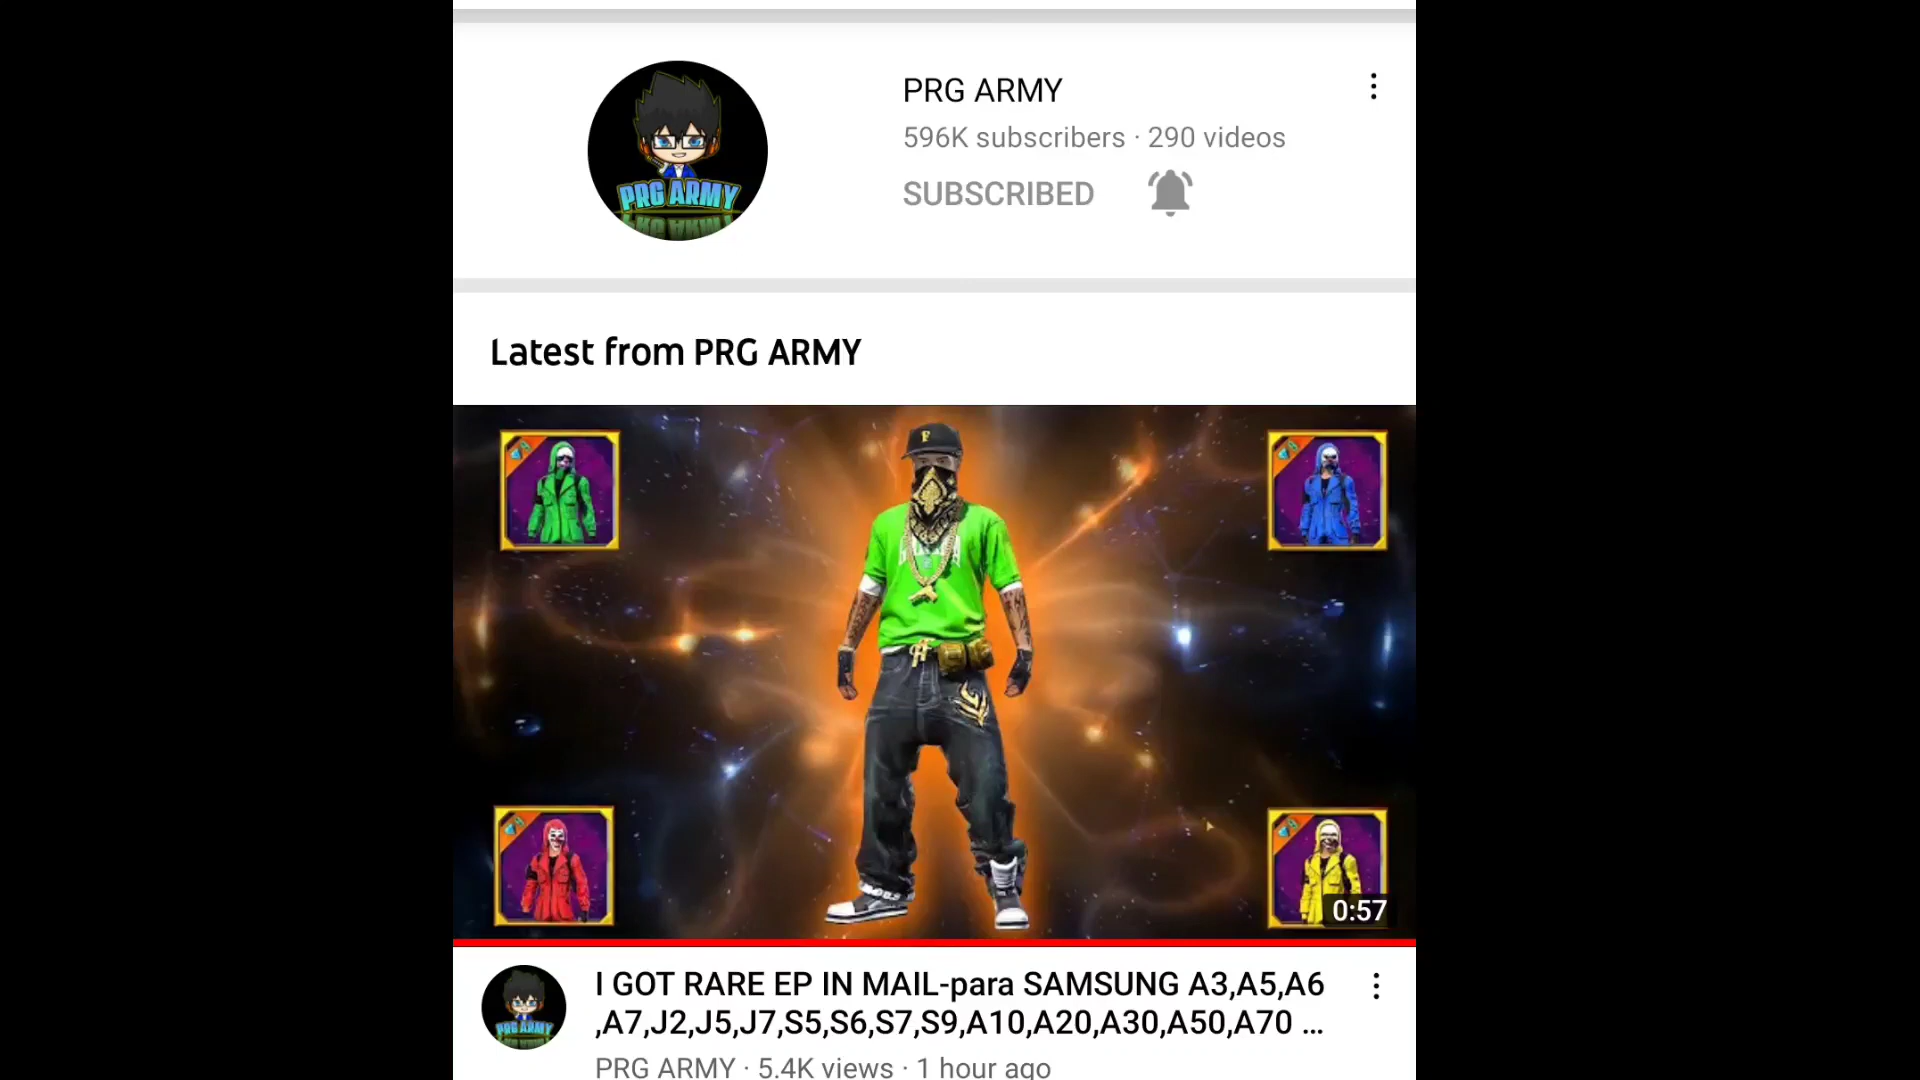 PRG ARMY
PRG ARMY
596K subscribers · 290 videos
SUBSCRIBED
Latest from PRG ARMY
F
0:57
I GOT RARE EP IN MAIL-para SAMSUNG A3,A5,A6
,A7,J2,J5,J7,S5,S6,S7,S9,A10,A20,A30,A50,A70 ...
PRG ARMY
PRG ARMY · 5.4K views · 1 hour ago